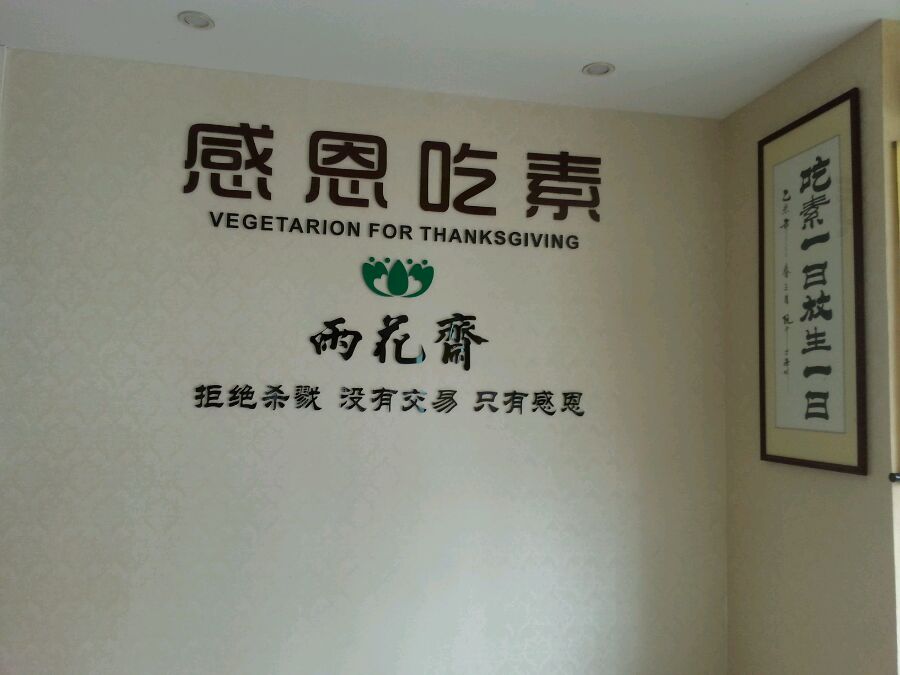 感恩吃素
VEGETARION FOR THANKSGIVING
雨花齋
拒绝杀戮 没有交易 只有感恩
吃素一日放生一日